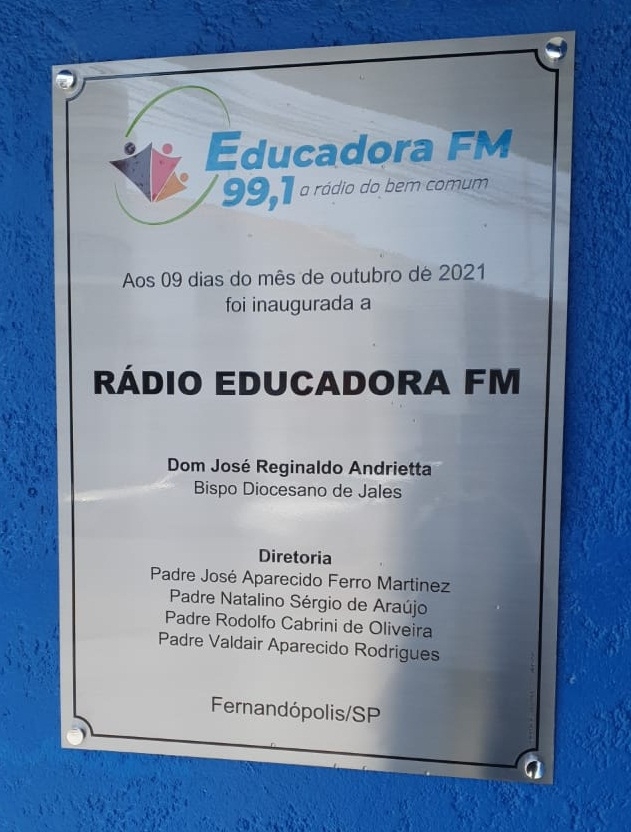 Educadora FM
99,1 a rádio do bem comum
Aos 09 dias do mês de outubro de 2021
foi inaugurada a
RÁDIO EDUCADORA FM
Dom José Reginaldo Andrietta
Bispo Diocesano de Jales
Diretoria
Padre José Aparecido Ferro Martinez
Padre Natalino Sérgio de Araújo
Padre Rodolfo Cabrini de Oliveira
Padre Valdair Aparecido Rodrigues
Fernandópolis/SP